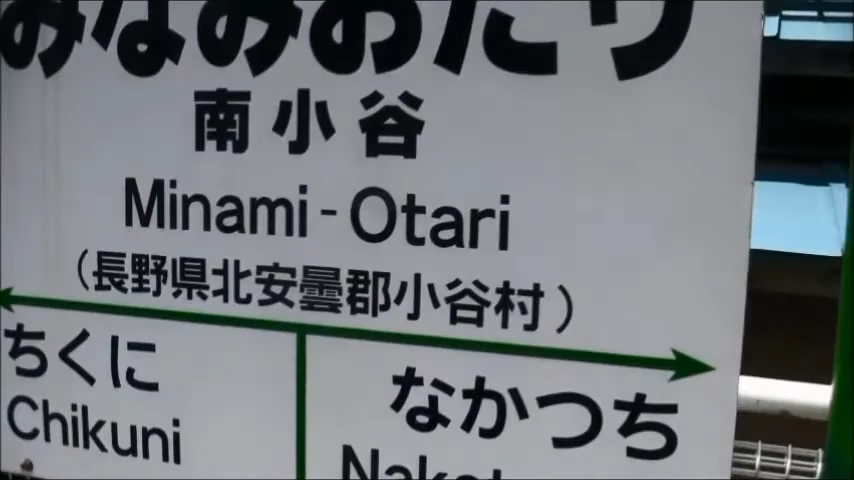 みなみおたり
南小谷
Minami-Otari
（長野県北安曇郡小谷村）
ちくに
なかつち
Chikuni